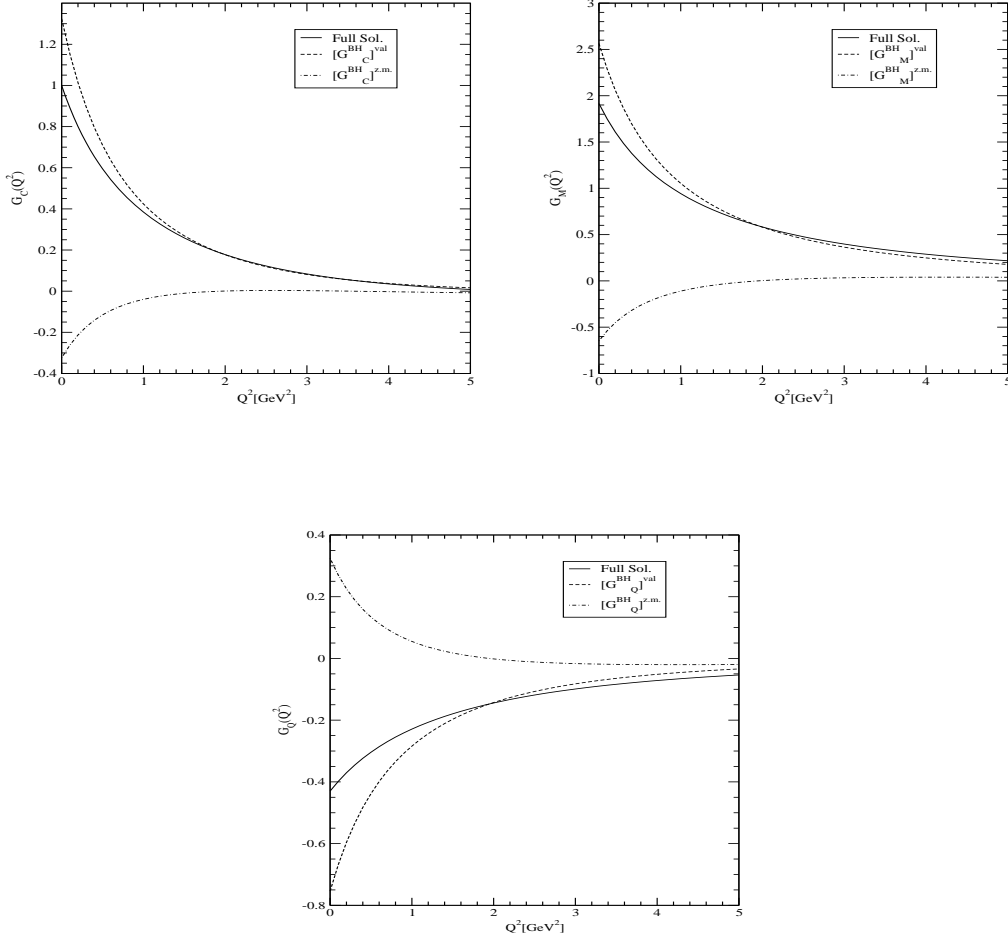 Full Sol.
[G^BH_C]^val
[G^BH_C]^z.m.
G_C(Q^2)
1.2
1
0.8
0.6
0.4
0.2
0
-0.2
-0.4
0 1 2 3 4 5
Q^2[GeV^2]
Full Sol.
[G^BH_M]^val
[G^BH_M]^z.m.
G_M(Q^2)
3
2.5
2
1.5
1
0.5
0
-0.5
-1
0 1 2 3 4 5
Q^2[GeV^2]
Full Sol.
[G^BH_Q]^val
[G^BH_Q]^z.m.
G_Q(Q^2)
0.4
0.2
0
-0.2
-0.4
-0.6
-0.8
0 1 2 3 4 5
Q^2[GeV^2]